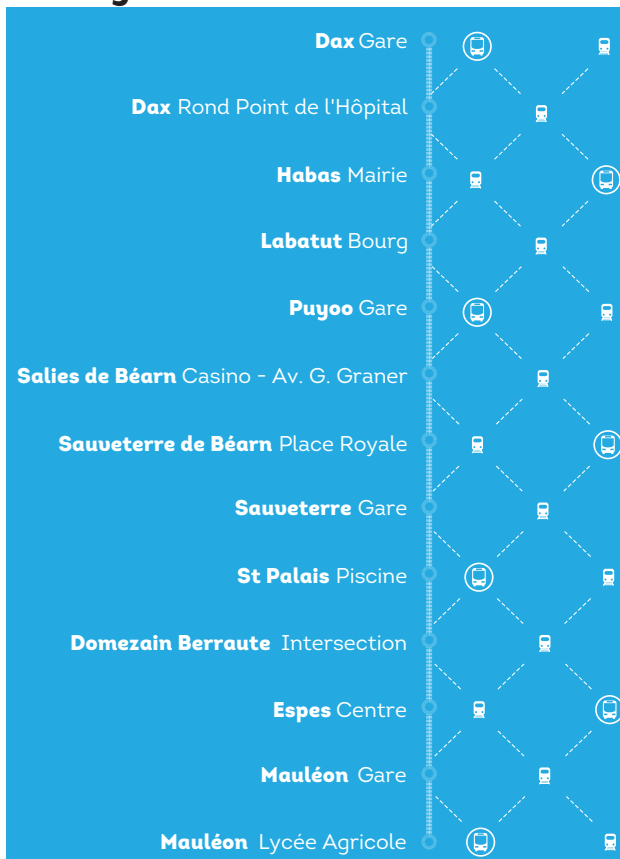 Dax Gare
Dax Rond Point de l'Hôpital
Habas Mairie
Labatut Bourg
Puyoo Gare
Salies de Béarn Casino - Av. G. Graner
Sauveterre de Béarn Place Royale
Sauveterre Gare
St Palais Piscine
Domezain Berraute Intersection
Espes Centre
Mauléon Gare
Mauléon Lycée Agricole